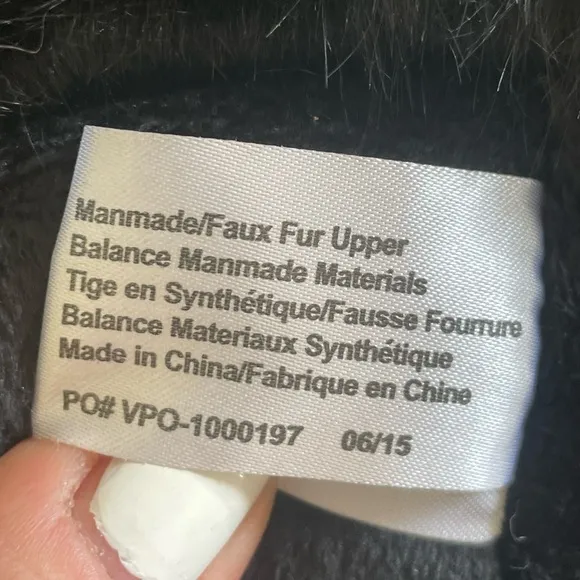 Manmade/Faux Fur Upper
Balance Manmade Materials
Tige en Synthétique/Fausse Fourrure
Balance Materiaux Synthétique
Made in China/Fabrique en Chine
PO# VPO-1000197 06/15